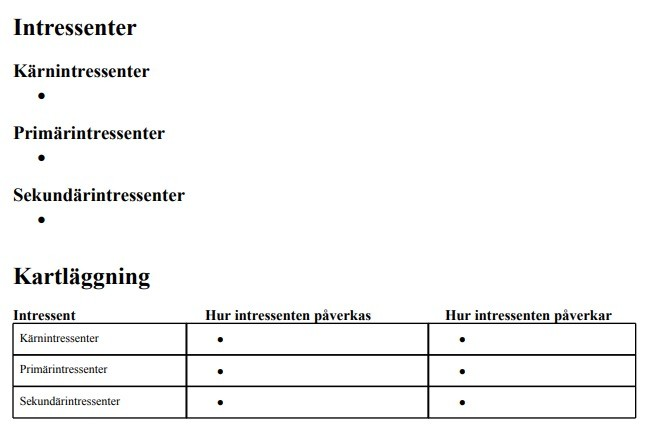 Intressenter
Kärnintressenter
•
Primärintressenter
•
Sekundärintressenter
•
Kartläggning
Intressent Hur intressenten påverkas Hur intressenten påverkar
Kärnintressenter • •
Primärintressenter • •
Sekundärintressenter • •